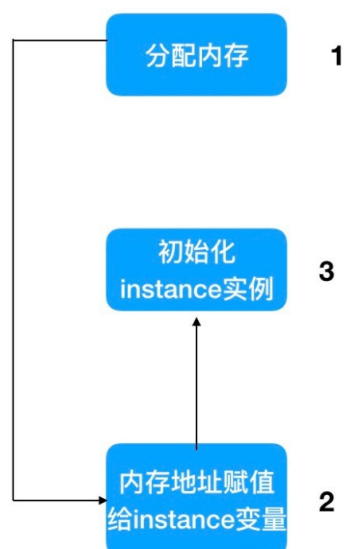 分配内存
1
初始化
instance实例
3
内存地址赋值
给instance变量
2